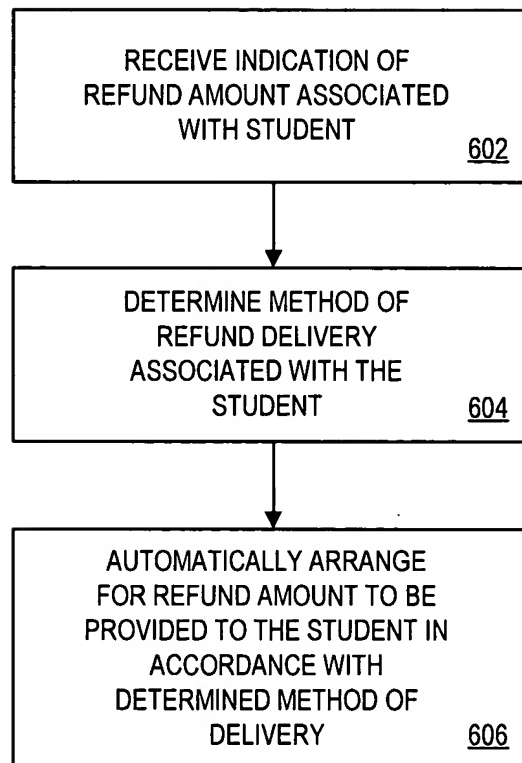 RECEIVE INDICATION OF
REFUND AMOUNT ASSOCIATED
WITH STUDENT
602
DETERMINE METHOD OF
REFUND DELIVERY
ASSOCIATED WITH THE
STUDENT
604
AUTOMATICALLY ARRANGE
FOR REFUND AMOUNT TO BE
PROVIDED TO THE STUDENT IN
ACCORDANCE WITH
DETERMINED METHOD OF
DELIVERY
606